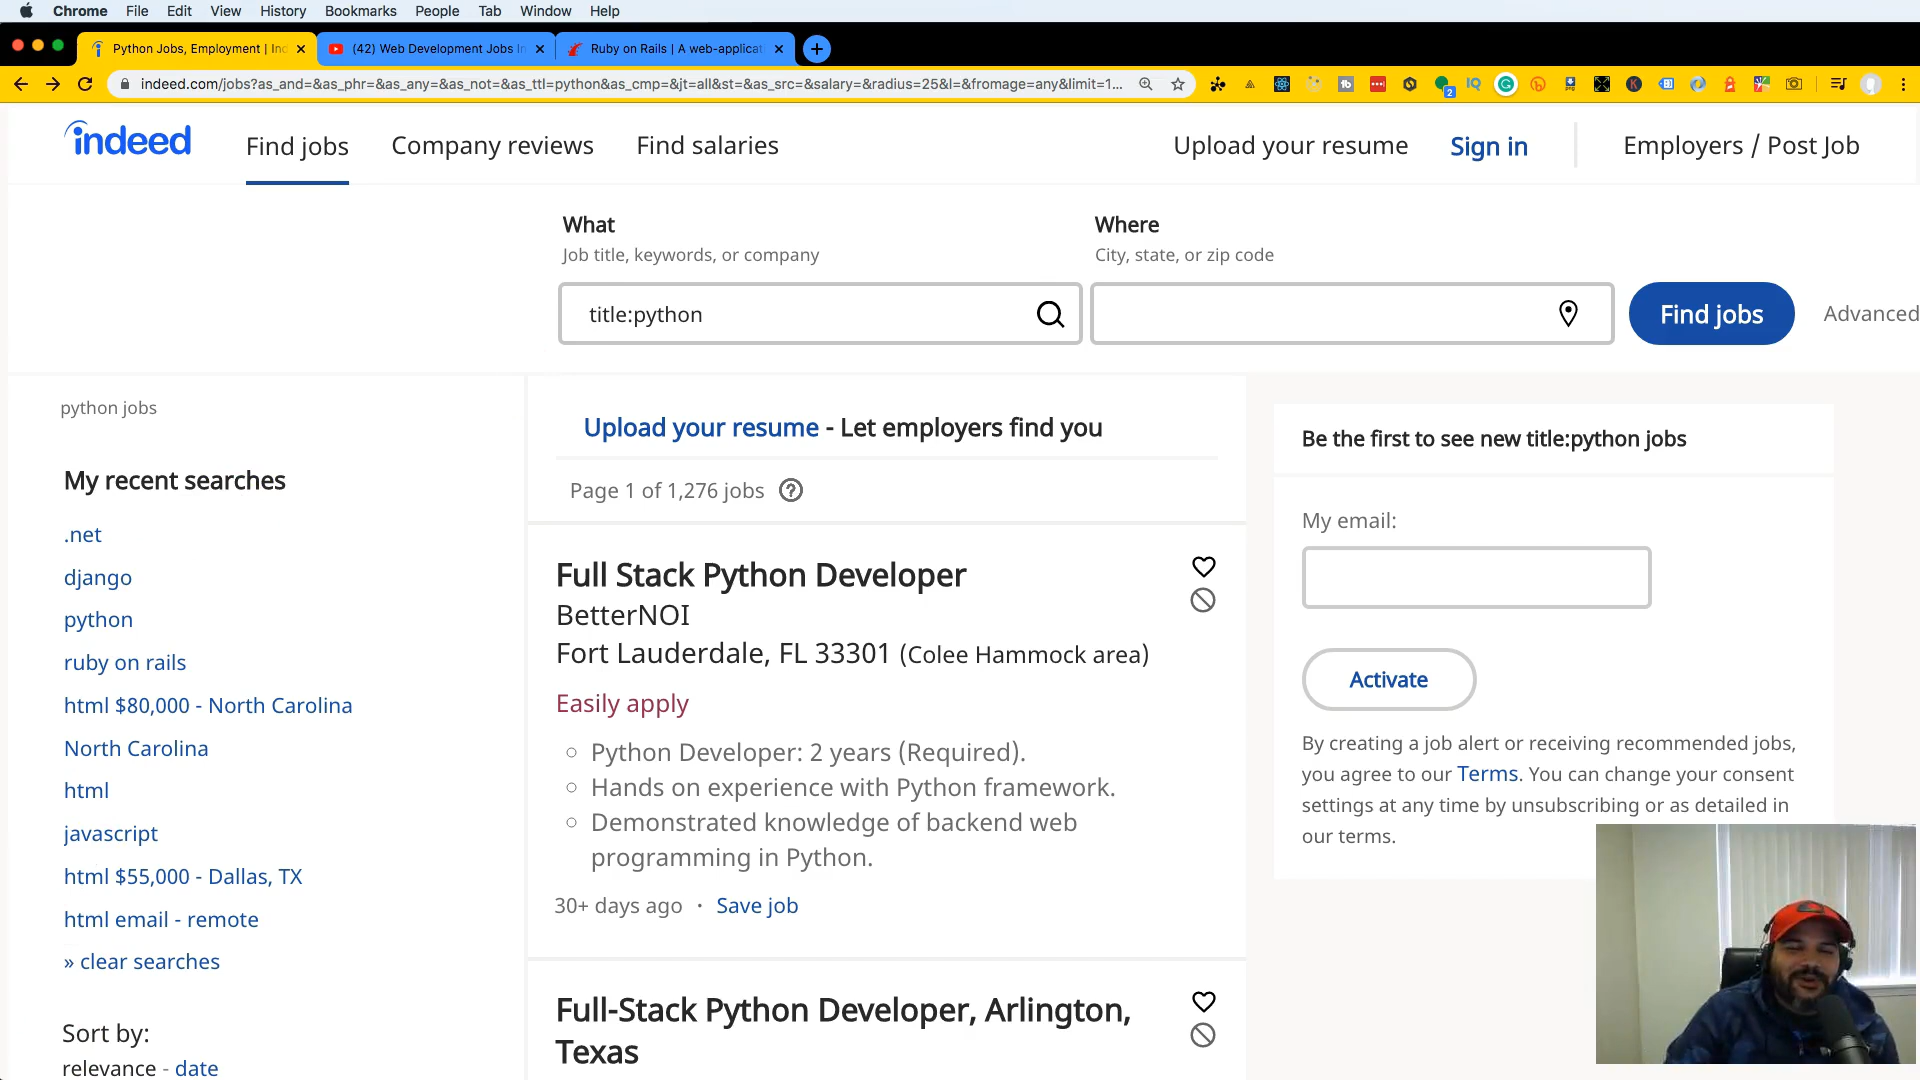 Chrome File Edit View History Bookmarks People Tab Window Help
Python Jobs, Employment | Ind
(42) Web Development Jobs In
Ruby on Rails | A web-applicat
indeed.com/jobs?as_and=&as_phr=&as_any=&as_not=&as_ttl=python&as_cmp=&jt=all&st=&as_src=&salary=&radius=25&l=&fromage=any&limit=1...
indeed
Find jobs
Company reviews
Find salaries
Upload your resume
Sign in
Employers / Post Job
What
Job title, keywords, or company
title:python
Where
City, state, or zip code
Find jobs
Advanced
python jobs
My recent searches
.net
django
python
ruby on rails
html $80,000 - North Carolina
North Carolina
html
javascript
html $55,000 - Dallas, TX
html email - remote
» clear searches
Sort by:
relevance - date
Upload your resume - Let employers find you
Page 1 of 1,276 jobs
Full Stack Python Developer
BetterNOI
Fort Lauderdale, FL 33301 (Colee Hammock area)
Easily apply
Python Developer: 2 years (Required).
Hands on experience with Python framework.
Demonstrated knowledge of backend web
programming in Python.
30+ days ago · Save job
Full-Stack Python Developer, Arlington,
Texas
Be the first to see new title:python jobs
My email:
Activate
By creating a job alert or receiving recommended jobs,
you agree to our Terms. You can change your consent
settings at any time by unsubscribing or as detailed in
our terms.